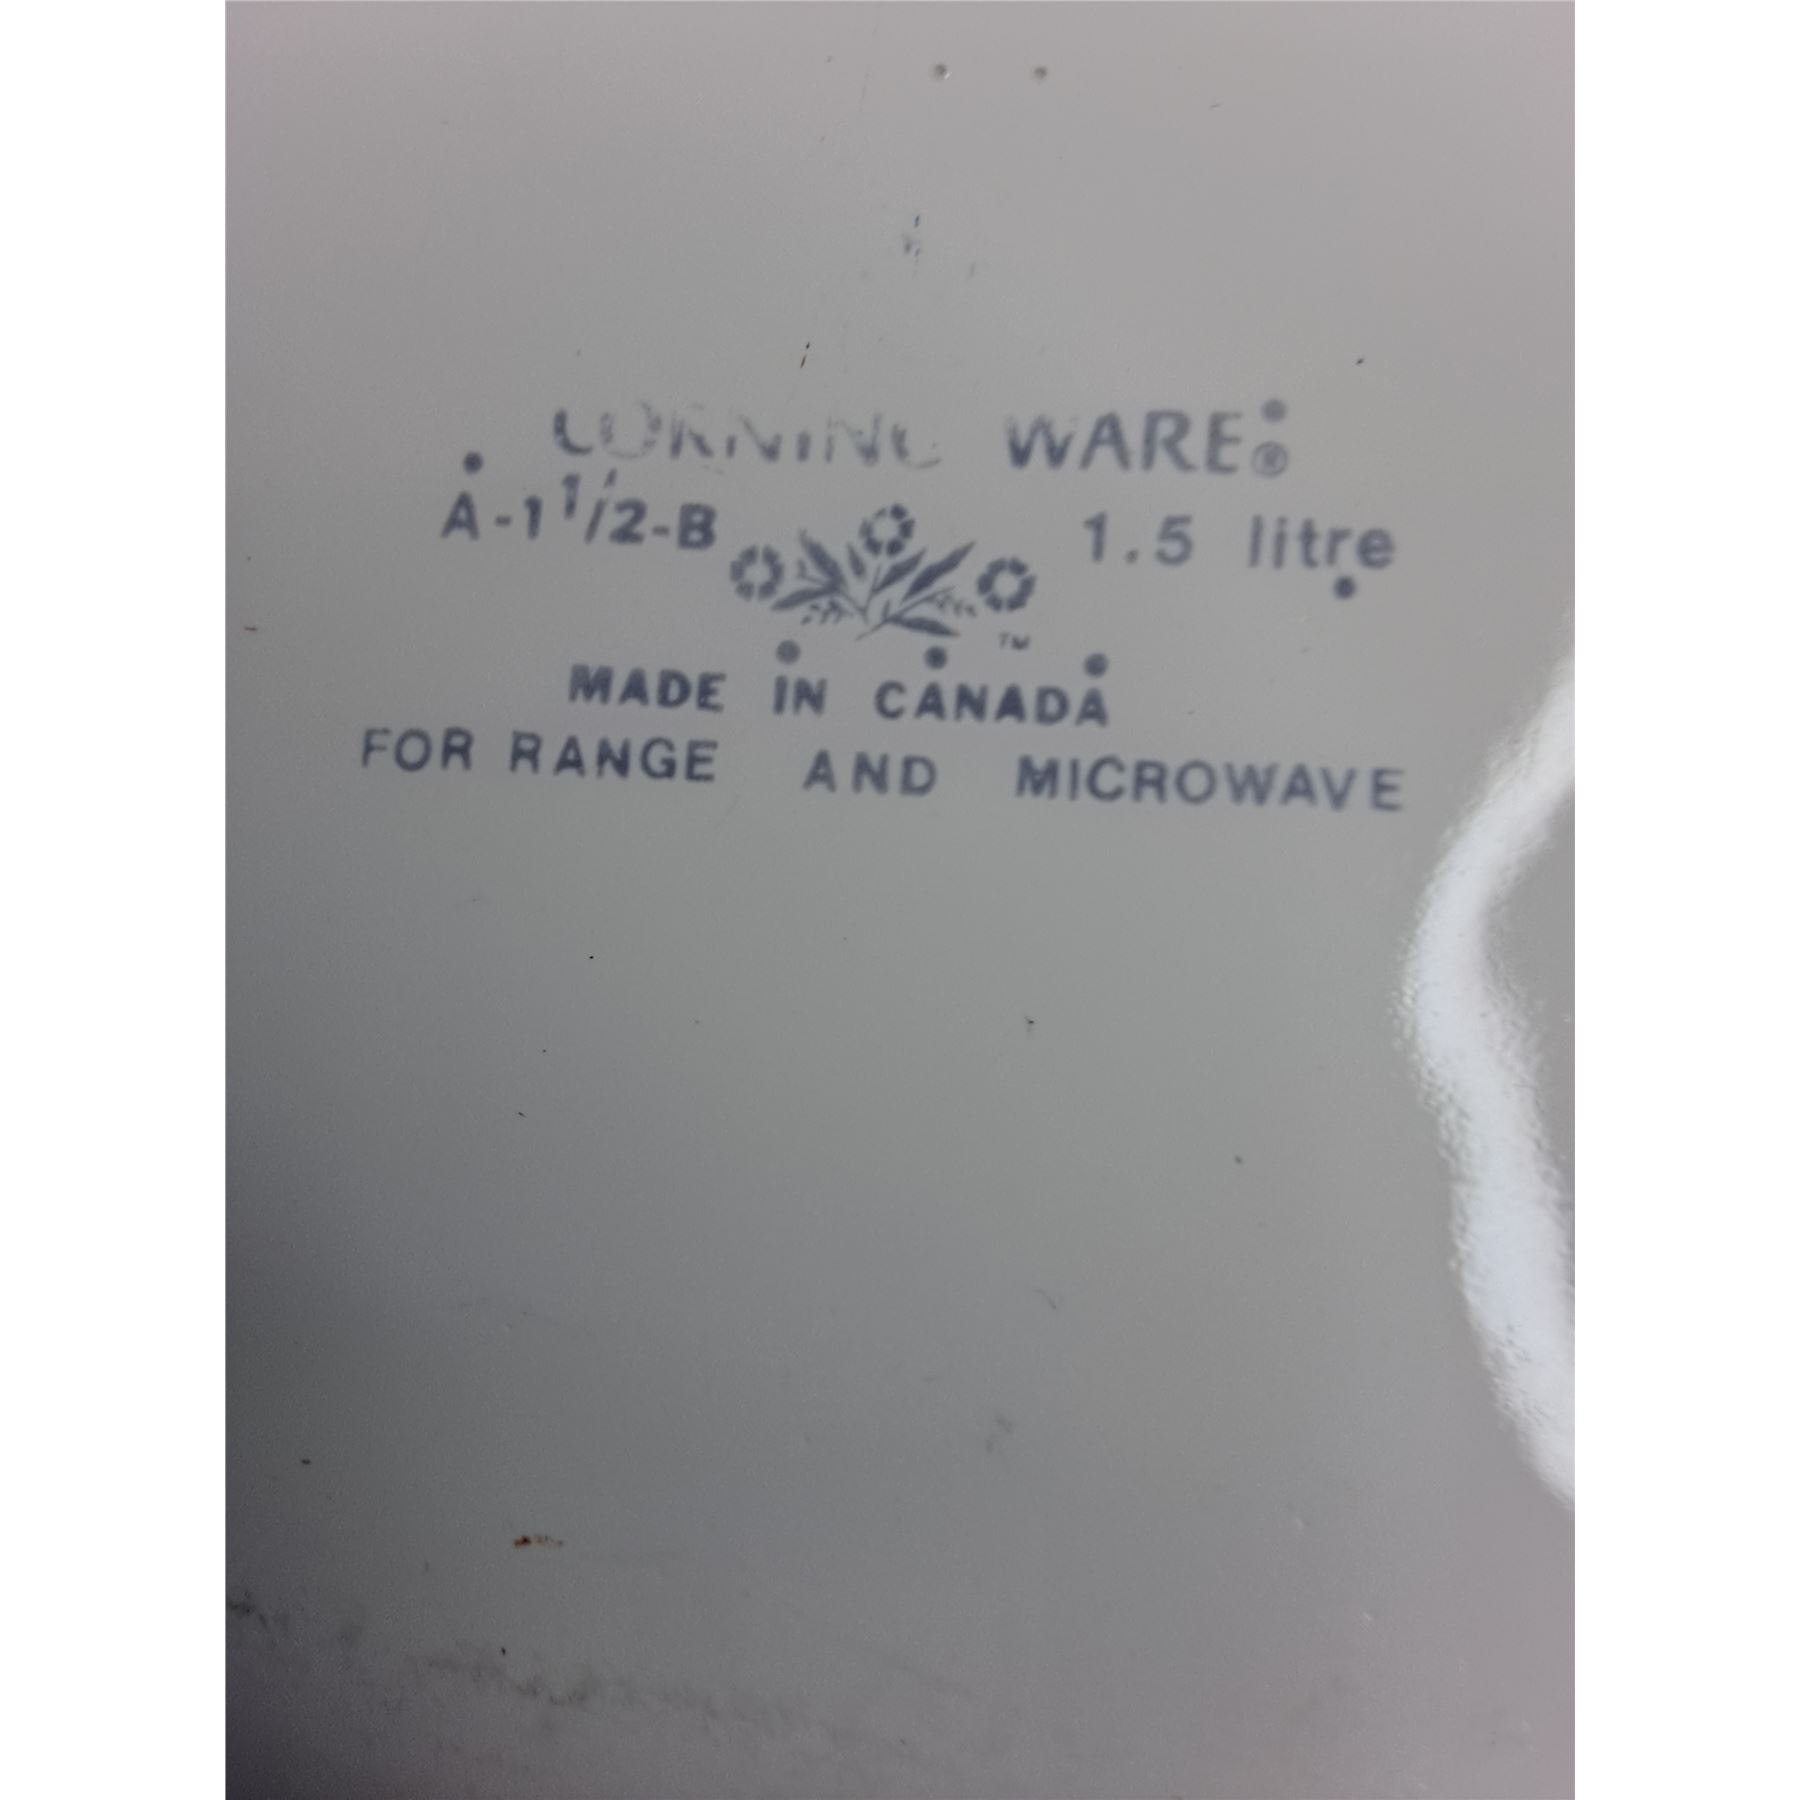 CORNING WARE®
A-1 1/2-B 1.5 litre
TM
MADE IN CANADA
FOR RANGE AND MICROWAVE